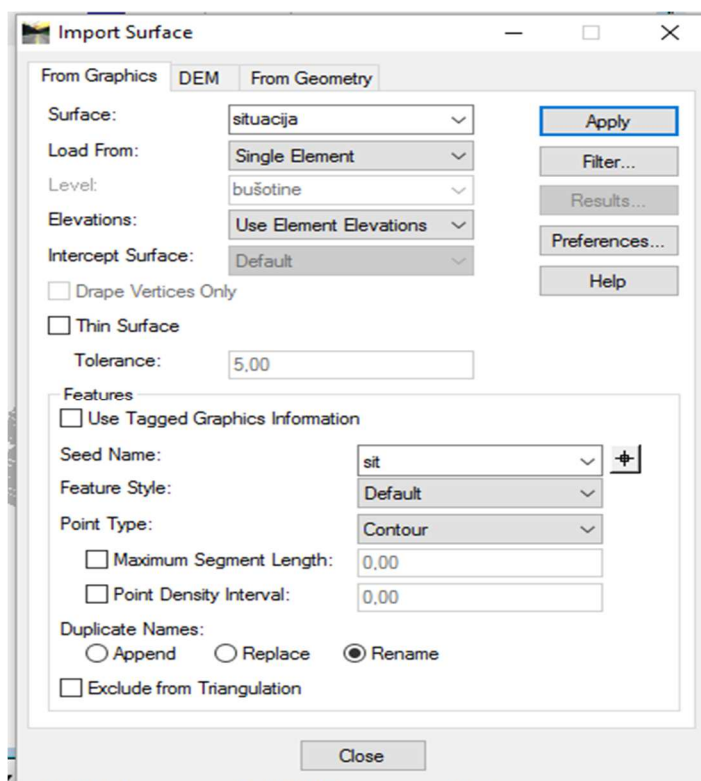 Import Surface
From Graphics DEM From Geometry
Surface: situacija Apply
Load From: Single Element Filter...
Level: bušotine Results...
Elevations: Use Element Elevations Preferences...
Intercept Surface: Default Help
Drape Vertices Only
Thin Surface
Tolerance: 5,00
Features
Use Tagged Graphics Information
Seed Name: sit
Feature Style: Default
Point Type: Contour
Maximum Segment Length: 0,00
Point Density Interval: 0,00
Duplicate Names:
Append Replace Rename
Exclude from Triangulation
Close